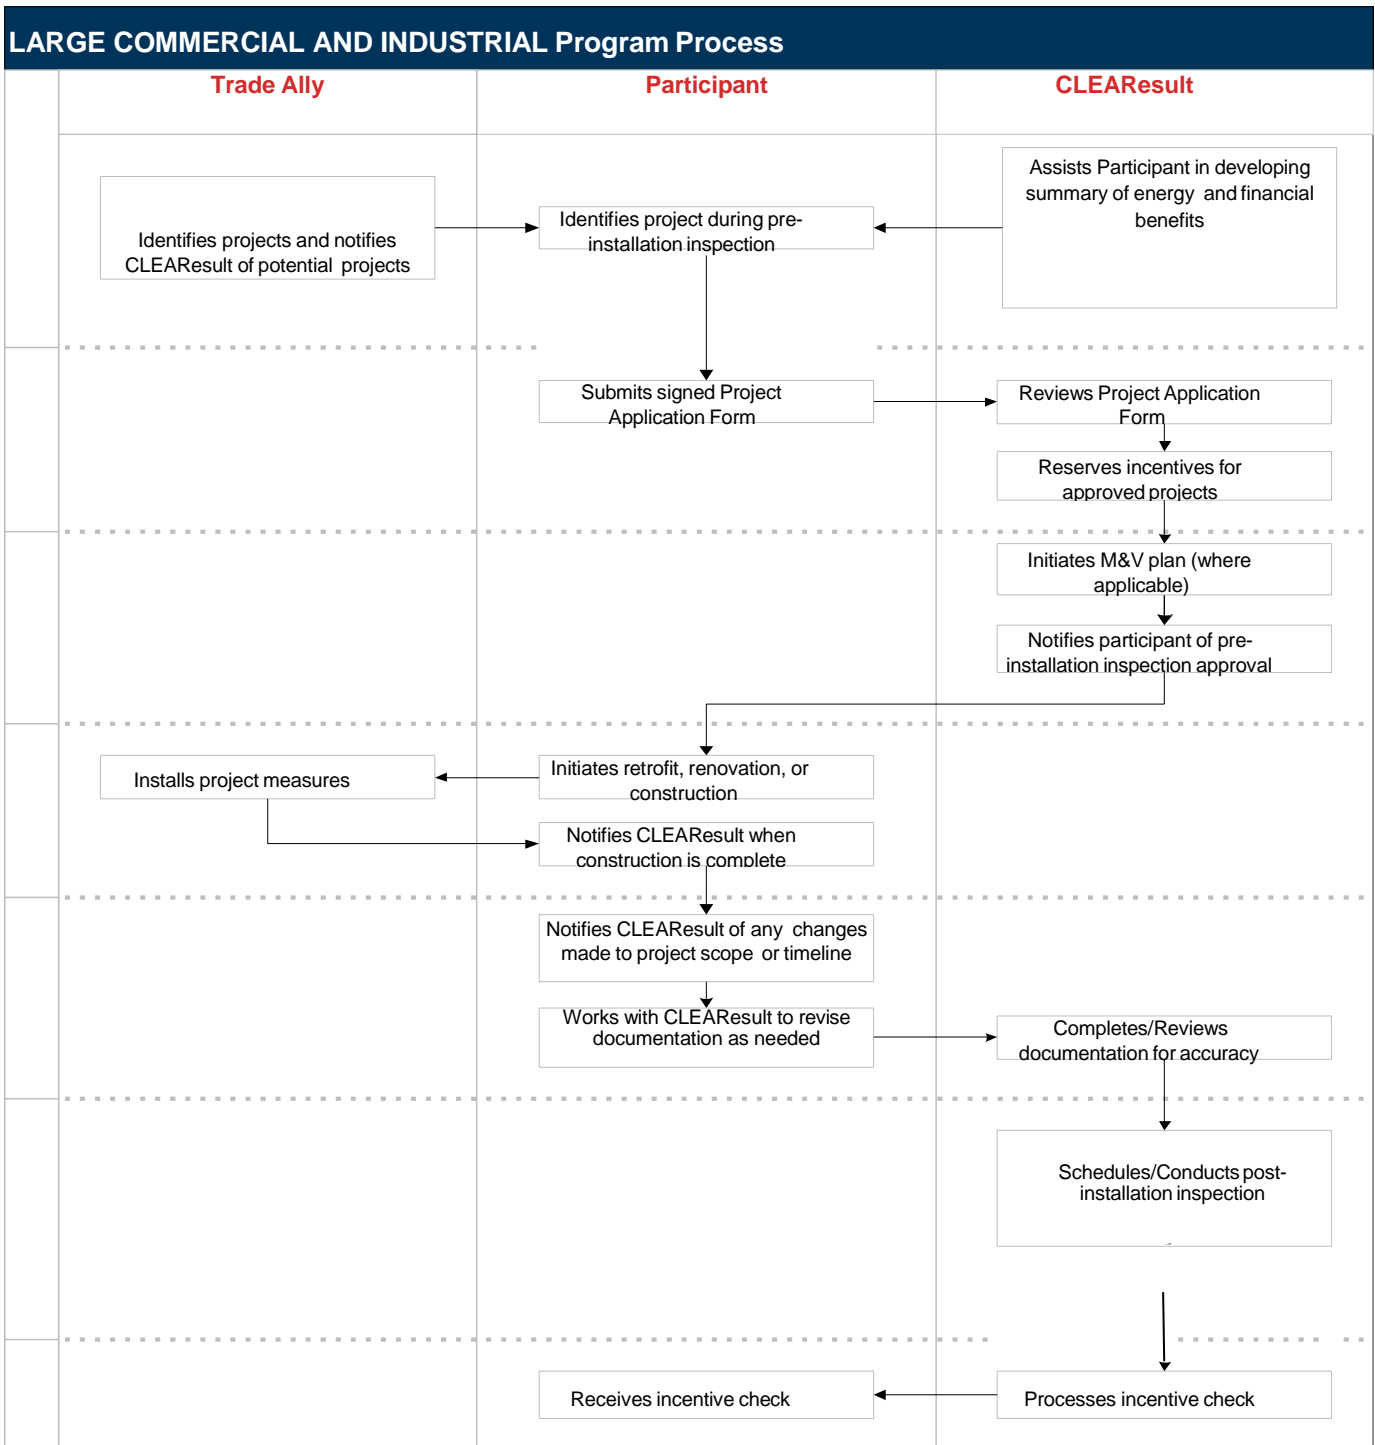 LARGE COMMERCIAL AND INDUSTRIAL Program Process
Trade Ally
Participant
CLEAResult
Assists Participant in developing
summary of energy and financial
benefits
Identifies project during pre-
installation inspection
Identifies projects and notifies
CLEAResult of potential projects
Submits signed Project
Application Form
Reviews Project Application
Form
Reserves incentives for
approved projects
Initiates M&V plan (where
applicable)
Notifies participant of pre-
installation inspection approval
Installs project measures
Initiates retrofit, renovation, or
construction
Notifies CLEAResult when
construction is complete
Notifies CLEAResult of any changes
made to project scope or timeline
Works with CLEAResult to revise
documentation as needed
Completes/Reviews
documentation for accuracy
Schedules/Conducts post-
installation inspection
Receives incentive check
Processes incentive check